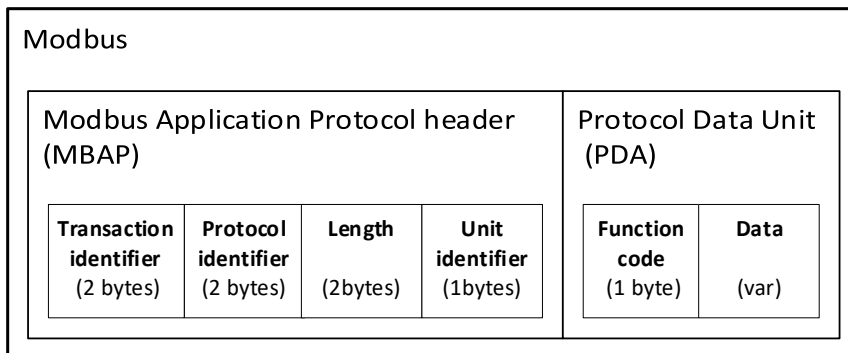 Modbus
Modbus Application Protocol header
(MBAP)
Transaction
identifier
(2 bytes)
Protocol
identifier
(2 bytes)
Length
(2bytes)
Unit
identifier
(1bytes)
Protocol Data Unit
(PDA)
Function
code
(1 byte)
Data
(var)